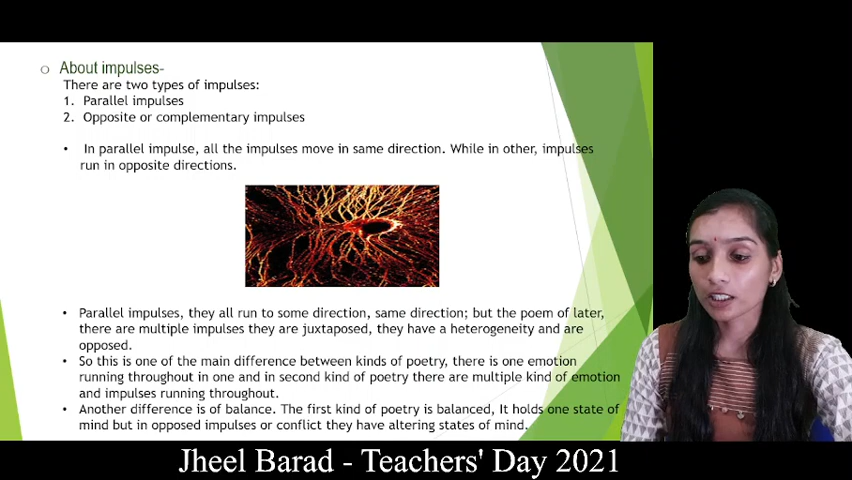 About impulses-
There are two types of impulses:
1. Parallel impulses
2. Opposite or complementary impulses
• In parallel impulse, all the impulses move in same direction. While in other, impulses
run in opposite directions.
• Parallel impulses, they all run to some direction, same direction; but the poem of later,
there are multiple impulses they are juxtaposed, they have a heterogeneity and are
opposed.
• So this is one of the main difference between kinds of poetry, there is one emotion
running throughout in one and in second kind of poetry there are multiple kind of emotion
and impulses running throughout.
• Another difference is of balance. The first kind of poetry is balanced, It holds one state of
mind but in opposed impulses or conflict they have altering states of mind.
Jheel Barad - Teachers' Day 2021